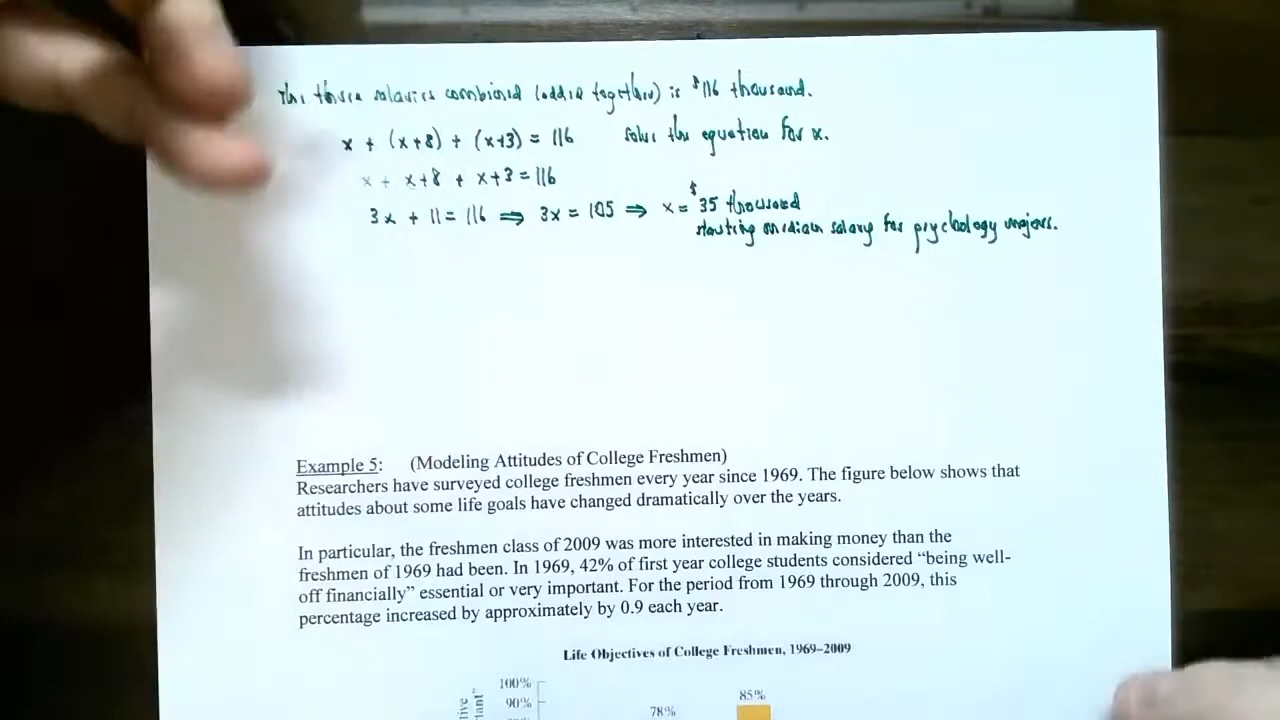 The three salaries combined (added together) is $116 thousand.
x + (x+8) + (x+3) = 116 Solve the equation for x.
x + x+8 + x+3 = 116
3x + 11 = 116 ⇒ 3x = 105 ⇒ x = $35 thousand
starting median salary for psychology majors.
Example 5: (Modeling Attitudes of College Freshmen)
Researchers have surveyed college freshmen every year since 1969. The figure below shows that
attitudes about some life goals have changed dramatically over the years.
In particular, the freshmen class of 2009 was more interested in making money than the
freshmen of 1969 had been. In 1969, 42% of first year college students considered “being well-
off financially” essential or very important. For the period from 1969 through 2009, this
percentage increased by approximately by 0.9 each year.
Life Objectives of College Freshmen, 1969–2009
100%
90%
85%
78%